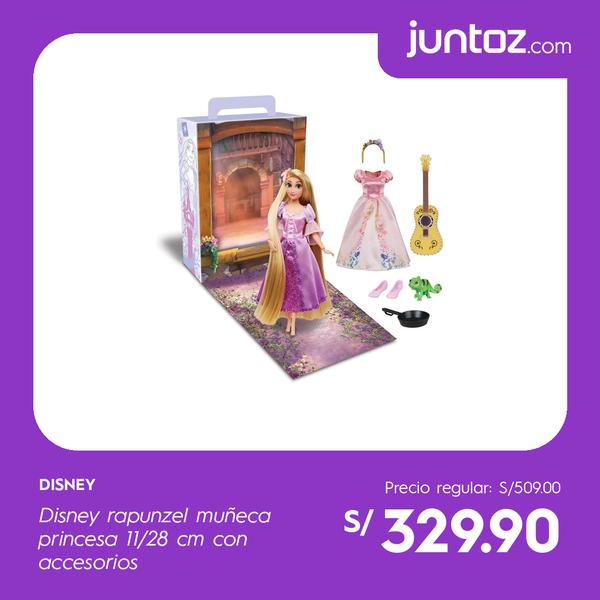 juntoz.com
DISNEY
Disney rapunzel muñeca
princesa 11/28 cm con
accesorios
Precio regular: S/509.00
S/ 329.90